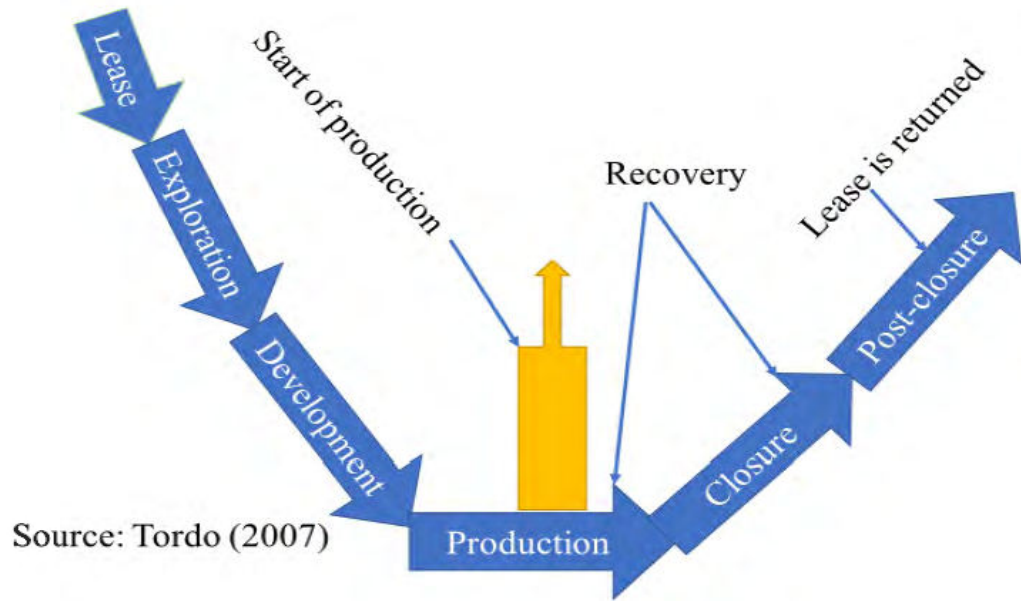 Lease
Exploration
Development
Production
Start of production
Recovery
Closure
Post-closure
Lease is returned
Source: Tordo (2007)